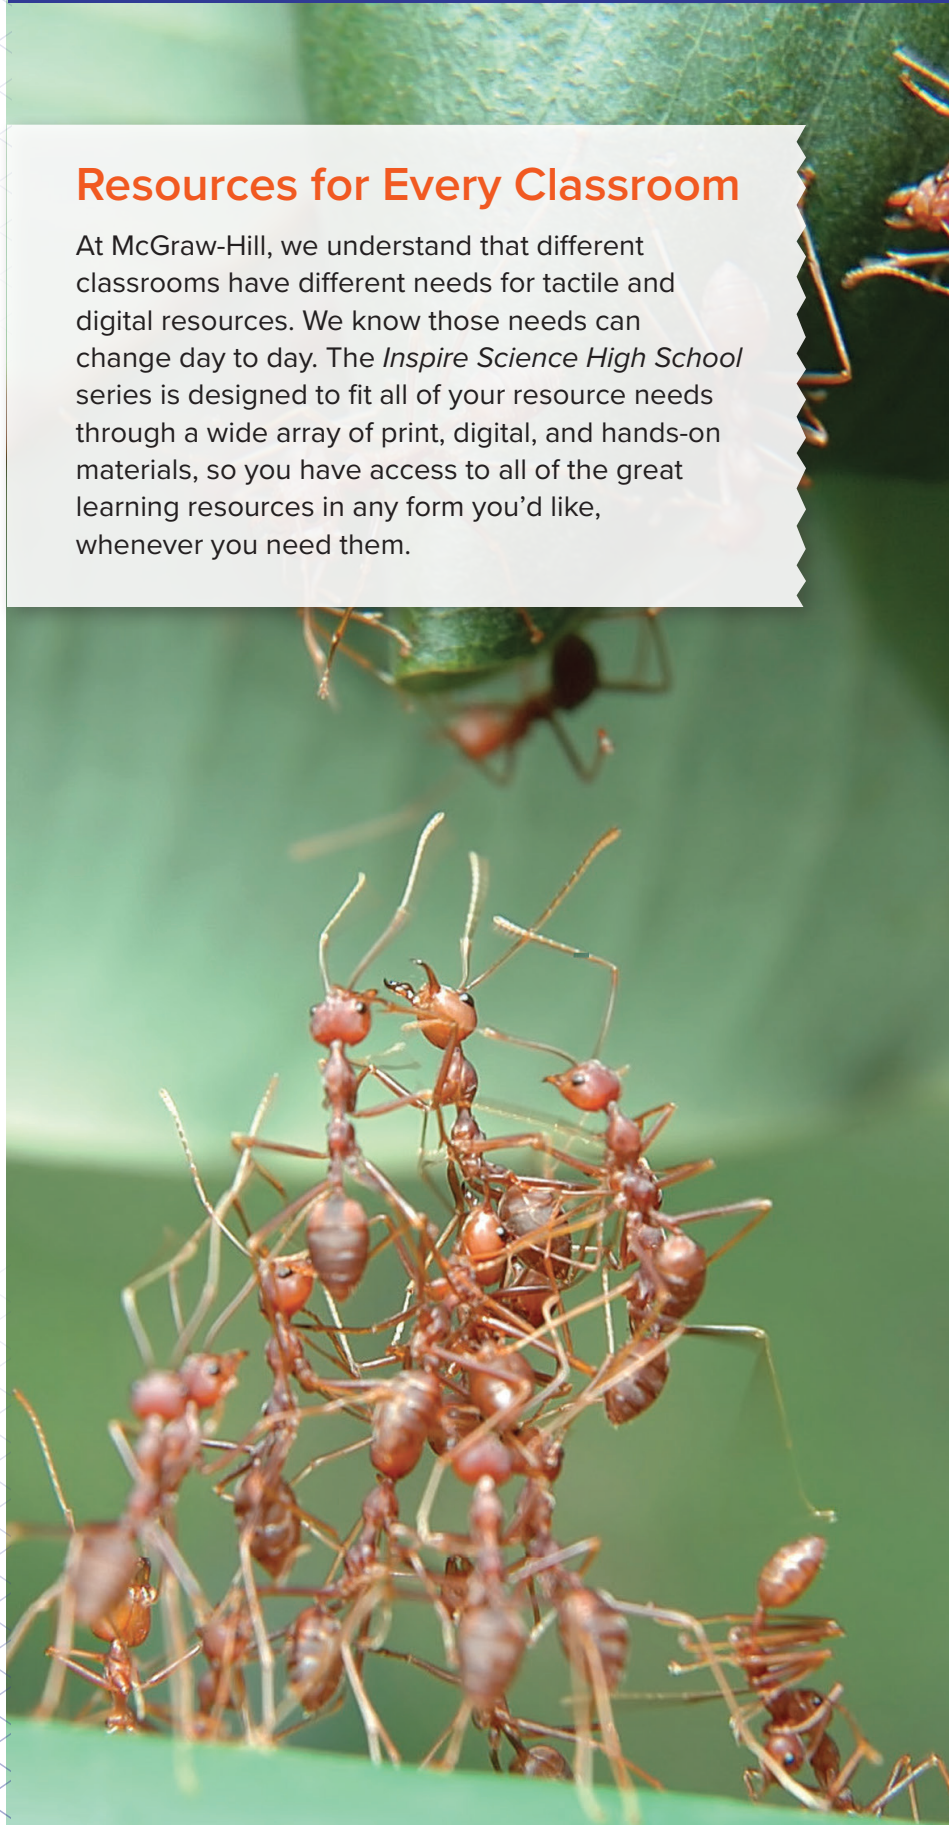 Resources for Every Classroom
At McGraw-Hill, we understand that different
classrooms have different needs for tactile and
digital resources. We know those needs can
change day to day. The Inspire Science High School
series is designed to fit all of your resource needs
through a wide array of print, digital, and hands-on
materials, so you have access to all of the great
learning resources in any form you’d like,
whenever you need them.